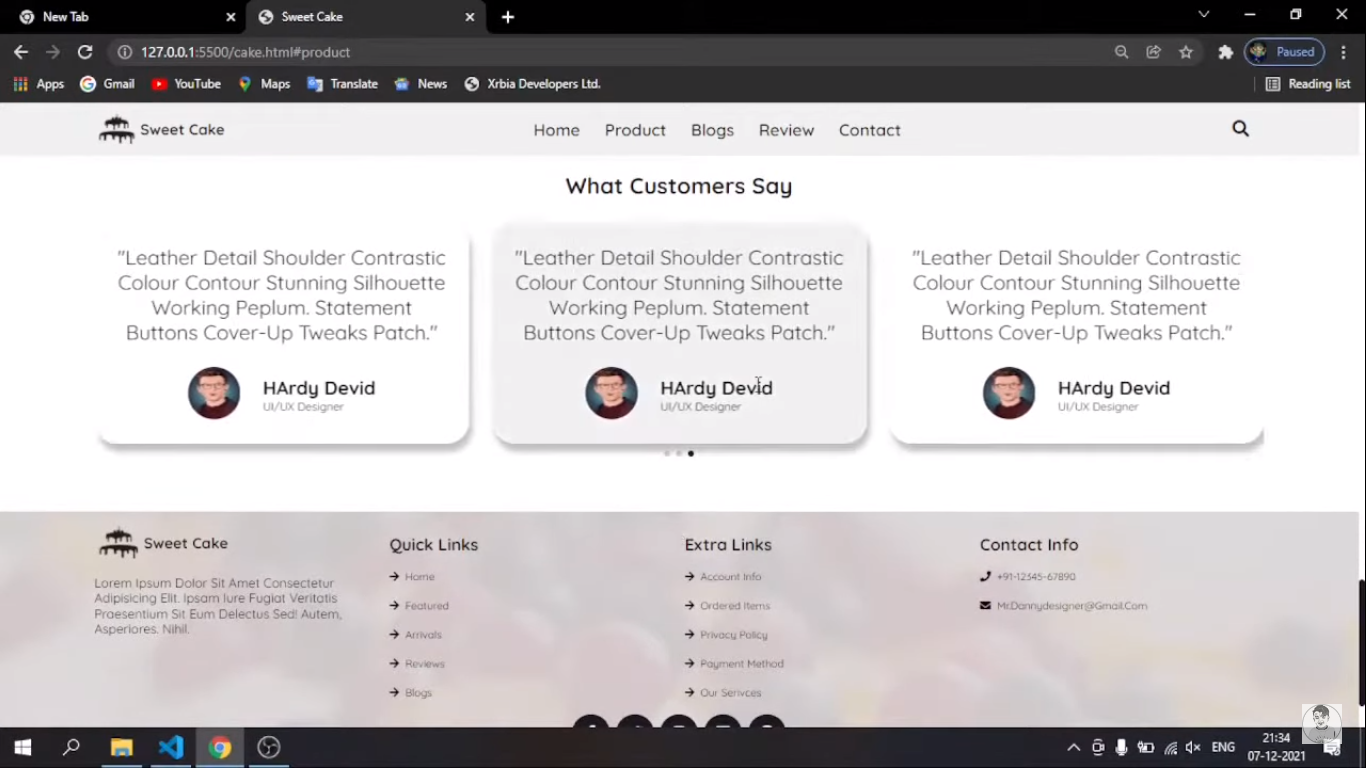 New Tab
Sweet Cake
127.0.0.1:5500/cake.html#product
Paused
Apps
Gmail
YouTube
Maps
Translate
News
Xrbia Developers Ltd.
Reading list
Sweet Cake
Home
Product
Blogs
Review
Contact
What Customers Say
"Leather Detail Shoulder Contrastic
Colour Contour Stunning Silhouette
Working Peplum. Statement
Buttons Cover-Up Tweaks Patch."
HArdy Devid
UI/UX Designer
"Leather Detail Shoulder Contrastic
Colour Contour Stunning Silhouette
Working Peplum. Statement
Buttons Cover-Up Tweaks Patch."
HArdy Devid
UI/UX Designer
"Leather Detail Shoulder Contrastic
Colour Contour Stunning Silhouette
Working Peplum. Statement
Buttons Cover-Up Tweaks Patch."
HArdy Devid
UI/UX Designer
Sweet Cake
Lorem Ipsum Dolor Sit Amet Consectetur
Adipisicing Elit. Ipsam Iure Fugiat Veritatis
Praesentium Sit Eum Delectus Sed! Autem,
Asperiores. Nihil.
Quick Links
Home
Featured
Arrivals
Reviews
Blogs
Extra Links
Account Info
Ordered Items
Privacy Policy
Payment Method
Our Serivces
Contact Info
+91-12345-67890
Mr.Dannydesigner@Gmail.Com
ENG
21:34
07-12-2021